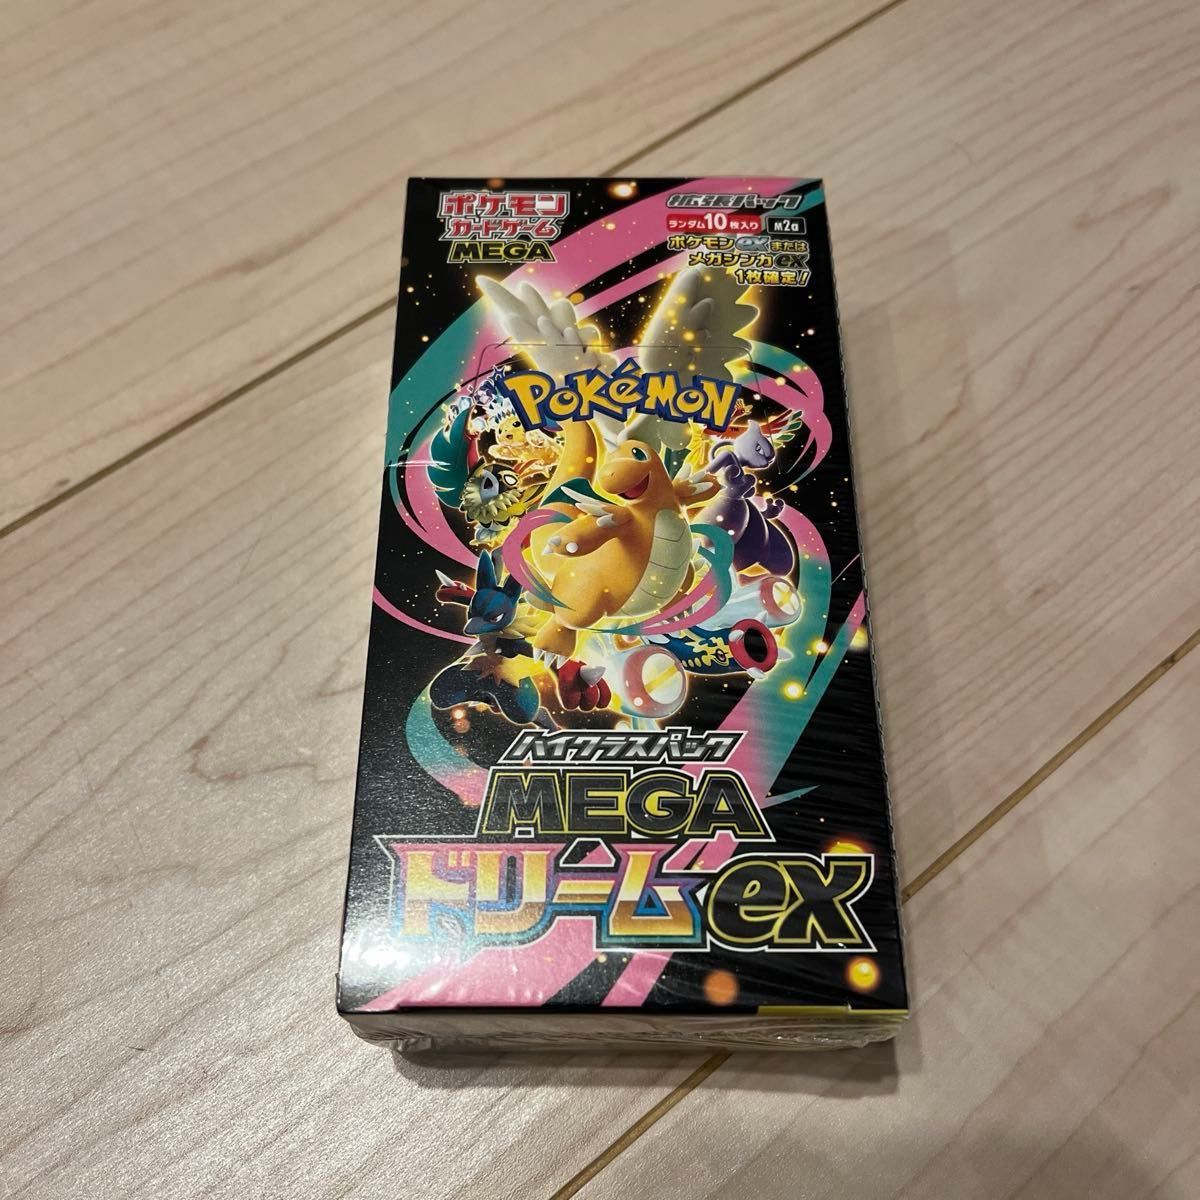 ポケモン
カードゲーム
MEGA
拡張パック
ランダム10枚入り M2a
ポケモンexまたは
メガシンカex
1枚確定!
POKéMON
TM
ハイクラスパック
MEGA
ドリームex